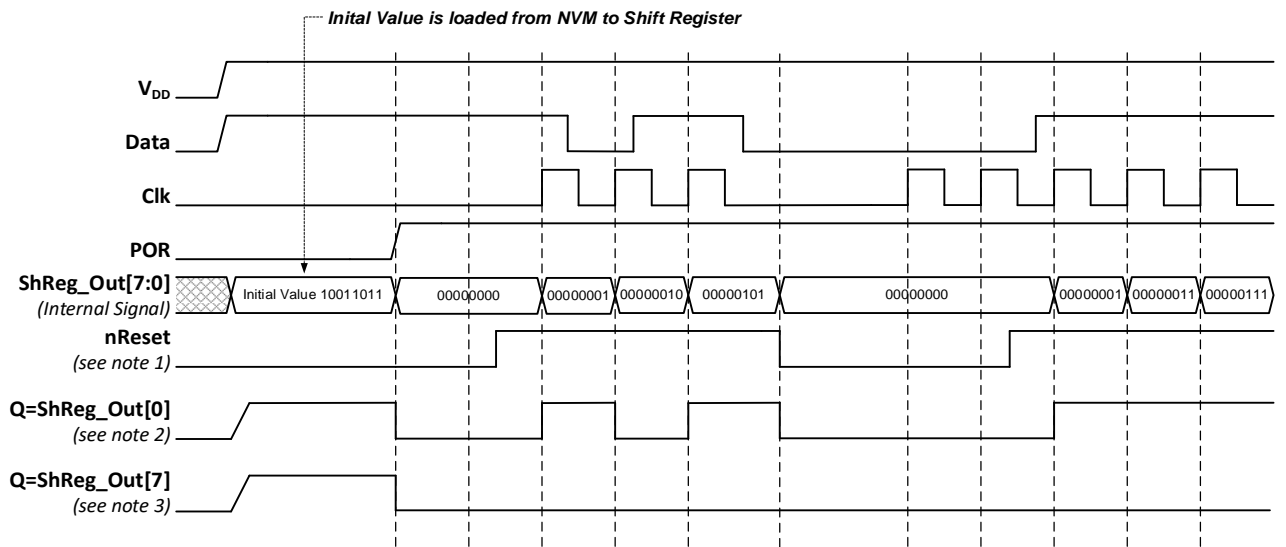 Inital Value is loaded from NVM to Shift Register
VDD
Data
Clk
POR
ShReg_Out[7:0]
(Internal Signal)
Initial Value 10011011
00000000
00000001
00000010
00000101
00000000
00000001
00000011
00000111
nReset
(see note 1)
Q=ShReg_Out[0]
(see note 2)
Q=ShReg_Out[7]
(see note 3)